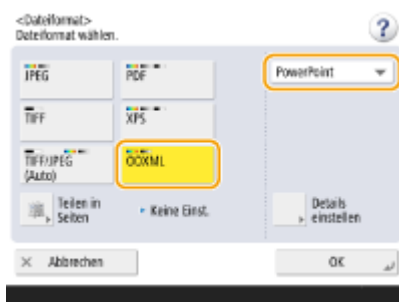 <Dateiformat>
Dateiformat wählen.
?
JPEG
PDF
PowerPoint
TIFF
XPS
TIFF/JPEG
(Auto)
OOXML
Teilen in
Seiten
Keine Einst.
Details
einstellen
× Abbrechen
OK